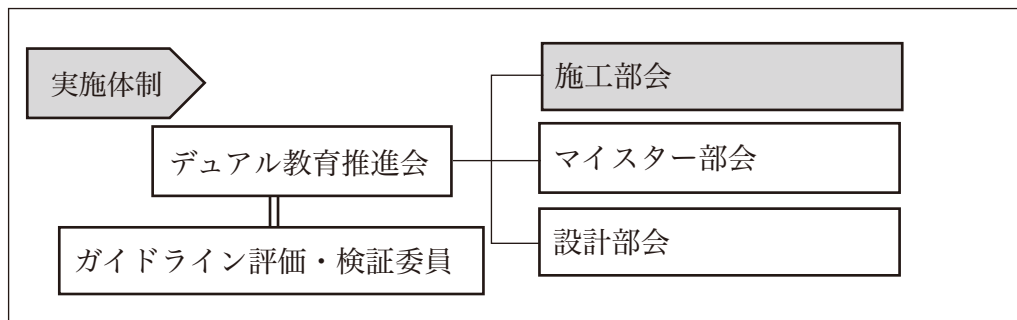 実施体制
施工部会
デュアル教育推進会
マイスター部会
設計部会
ガイドライン評価・検証委員